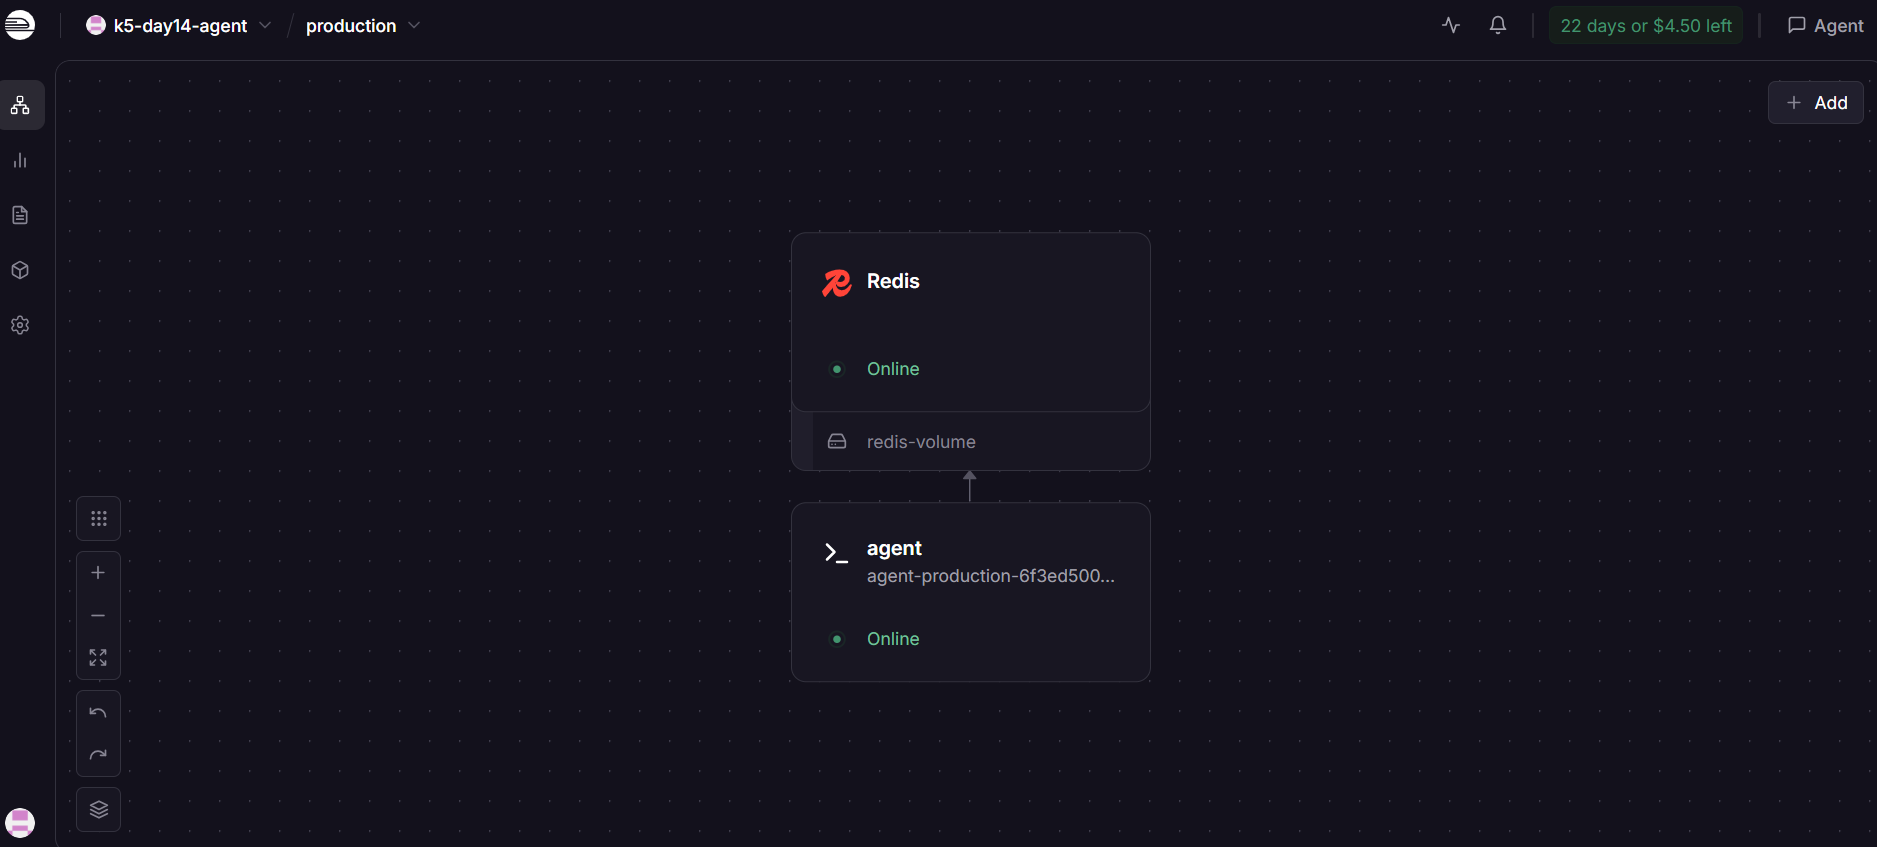 k5-day14-agent
production
22 days or $4.50 left
Agent
Add
Redis
Online
redis-volume
agent
agent-production-6f3ed500...
Online